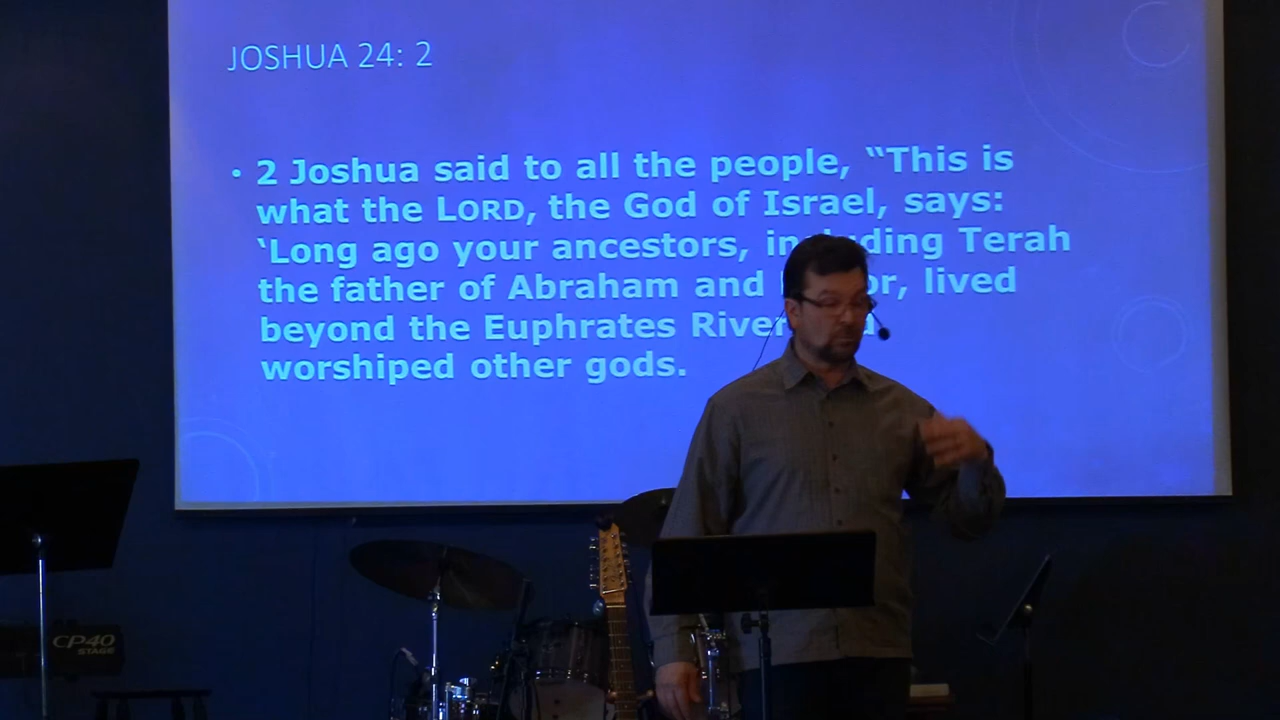 JOSHUA 24: 2
• 2 Joshua said to all the people, “This is
what the LORD, the God of Israel, says:
‘Long ago your ancestors, including Terah
the father of Abraham and or, lived
beyond the Euphrates River
worshiped other gods.
CP40
STAGE